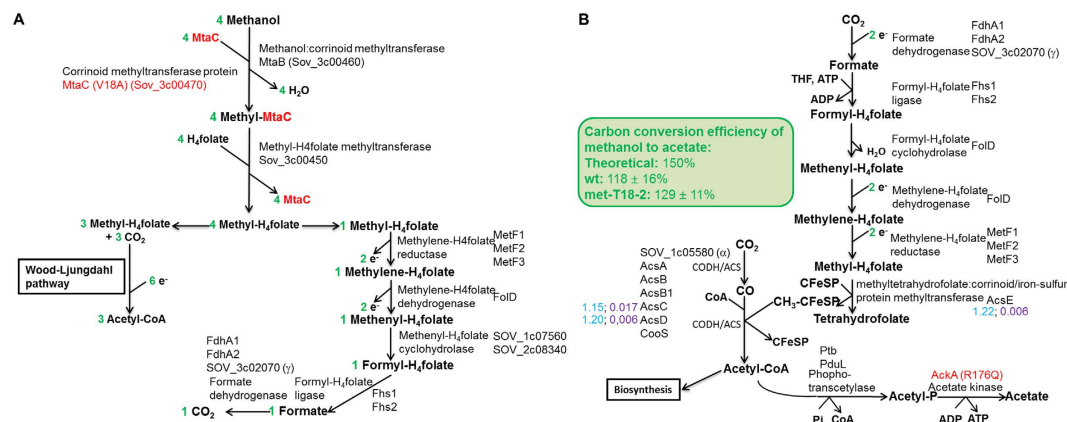 A
4 Methanol
4 MtaC
Methanol:corrinoid methyltransferase
MtaB (Sov_3c00460)
Corrinoid methyltransferase protein
MtaC (V18A) (Sov_3c00470)
4 H2O
4 Methyl-MtaC
4 H4folate
Methyl-H4folate methyltransferase
Sov_3c00450
4 MtaC
3 Methyl-H4folate
+ 3 CO2
4 Methyl-H4folate
1 Methyl-H4folate
Wood-Ljungdahl
pathway
6 e-
3 Acetyl-CoA
2 e-
Methylene-H4folate
reductase
MetF1
MetF2
MetF3
1 Methylene-H4folate
2 e-
Methylene-H4folate
dehydrogenase
FolD
1 Methenyl-H4folate
Methenyl-H4folate
cyclohydrolase
SOV_1c07560
SOV_2c08340
1 Formyl-H4folate
FdhA1
FdhA2
SOV_3c02070 (γ)
Formate
dehydrogenase
Formyl-H4folate
ligase
Fhs1
Fhs2
1 CO2
1 Formate
B
CO2
2 e-
Formate
dehydrogenase
FdhA1
FdhA2
SOV_3c02070 (γ)
Formate
THF, ATP
ADP
Formyl-H4folate
ligase
Fhs1
Fhs2
Formyl-H4folate
H2O
Formyl-H4folate
cyclohydrolase
FolD
Methenyl-H4folate
2 e-
Methylene-H4folate
dehydrogenase
FolD
Methylene-H4folate
2 e-
Methylene-H4folate
reductase
MetF1
MetF2
MetF3
Methyl-H4folate
CFeSP
CH3-CFeSP
methyltetrahydrofolate:corrinoid/iron-sulfur
protein methyltransferase
AcsE
1.22; 0.006
Tetrahydrofolate
Carbon conversion efficiency of
methanol to acetate:
Theoretical: 150%
wt: 118 ± 16%
met-T18-2: 129 ± 11%
CO2
SOV_1c05580 (α)
AcsA
AcsB
AcsB1
1.15; 0.017 AcsC
1.20; 0,006 AcsD
CooS
CODH/ACS
CO
CoA
CODH/ACS
CFeSP
Acetyl-CoA
Biosynthesis
Ptb
PduL
Phopho-
transcetylase
Pi CoA
Acetyl-P
AckA (R176Q)
Acetate kinase
ADP ATP
Acetate